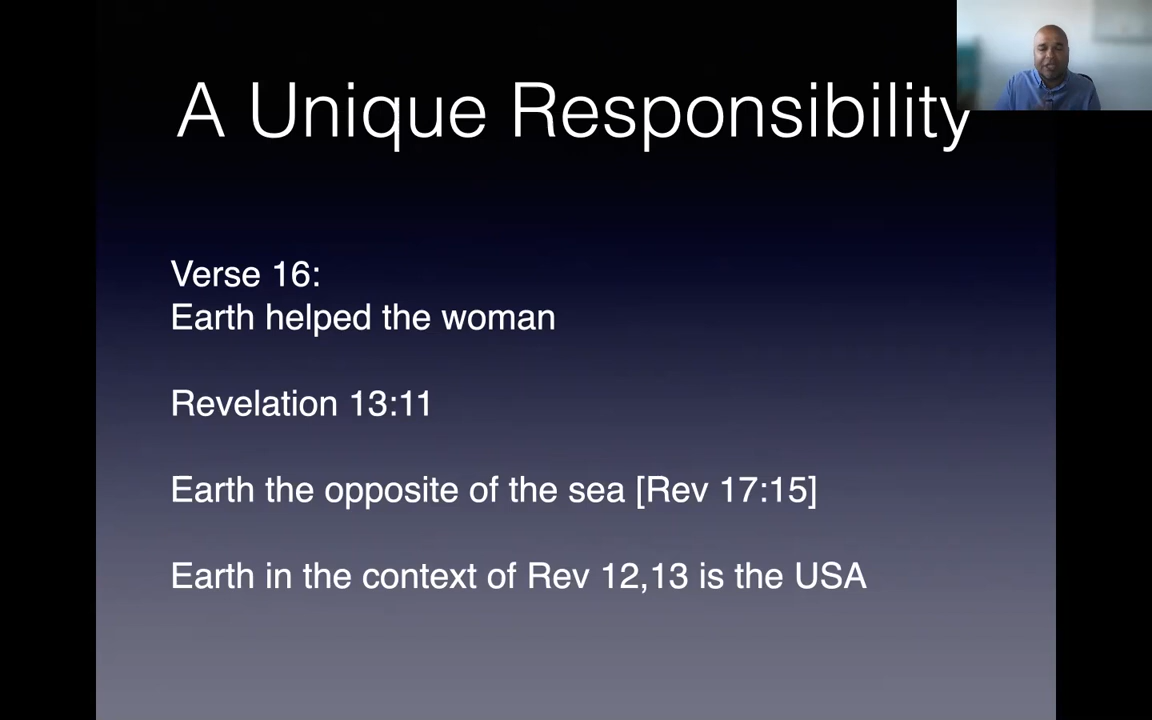 A Unique Responsibility
Verse 16:
Earth helped the woman
Revelation 13:11
Earth the opposite of the sea [Rev 17:15]
Earth in the context of Rev 12,13 is the USA